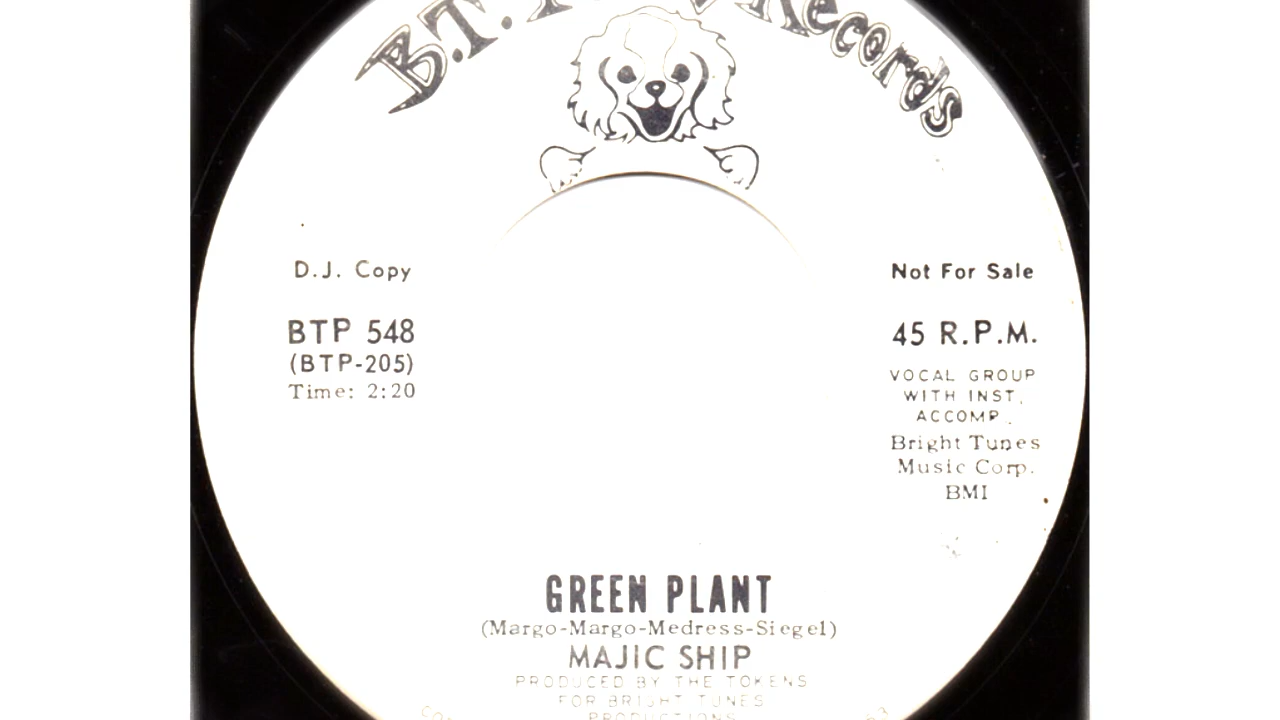 B.T. Records
D.J. Copy
Not For Sale
BTP 548
45 R.P.M.
(BTP-205)
Time: 2:20
VOCAL GROUP
WITH INST.
ACCOMP.
Bright Tunes
Music Corp.
BMI
GREEN PLANT
(Margo-Margo-Medress-Siegel)
MAJIC SHIP
PRODUCED BY THE TOKENS
FOR BRIGHT TUNES
PRODUCTIONS